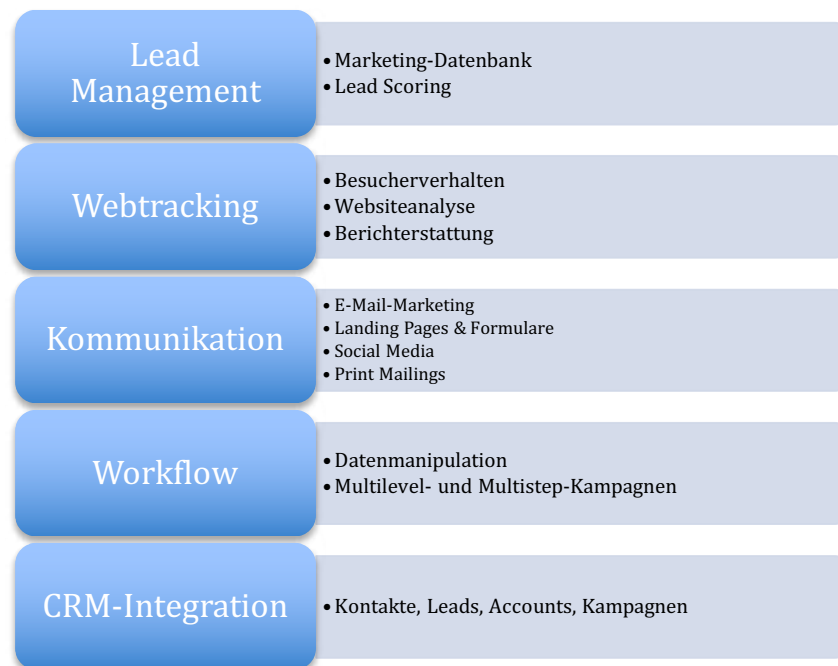 Lead
Management
• Marketing-Datenbank
• Lead Scoring
Webtracking
• Besucherverhalten
• Websiteanalyse
• Berichterstattung
Kommunikation
• E-Mail-Marketing
• Landing Pages & Formulare
• Social Media
• Print Mailings
Workflow
• Datenmanipulation
• Multilevel- und Multistep-Kampagnen
CRM-Integration
• Kontakte, Leads, Accounts, Kampagnen